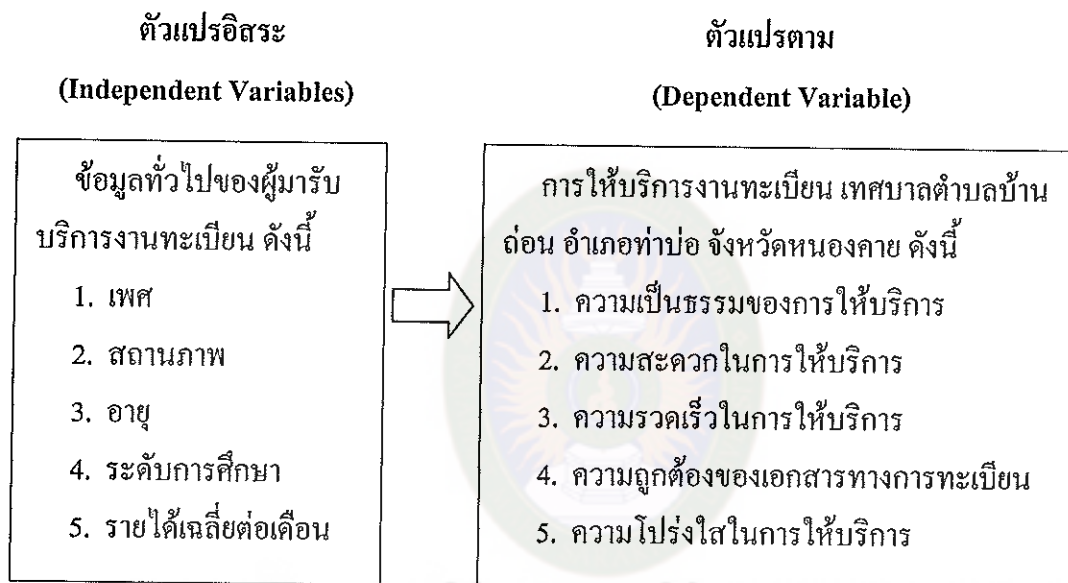 ตัวแปรอิสระ
(Independent Variables)
ข้อมูลทั่วไปของผู้มารับ
บริการงานทะเบียน ดังนี้
1. เพศ
2. สถานภาพ
3. อายุ
4. ระดับการศึกษา
5. รายได้เฉลี่ยต่อเดือน
ตัวแปรตาม
(Dependent Variable)
การให้บริการงานทะเบียน เทศบาลตำบลบ้าน
ถ่อน อำเภอท่าบ่อ จังหวัดหนองคาย ดังนี้
1. ความเป็นธรรมของการให้บริการ
2. ความสะดวกในการให้บริการ
3. ความรวดเร็วในการให้บริการ
4. ความถูกต้องของเอกสารทางการทะเบียน
5. ความโปร่งใสในการให้บริการ